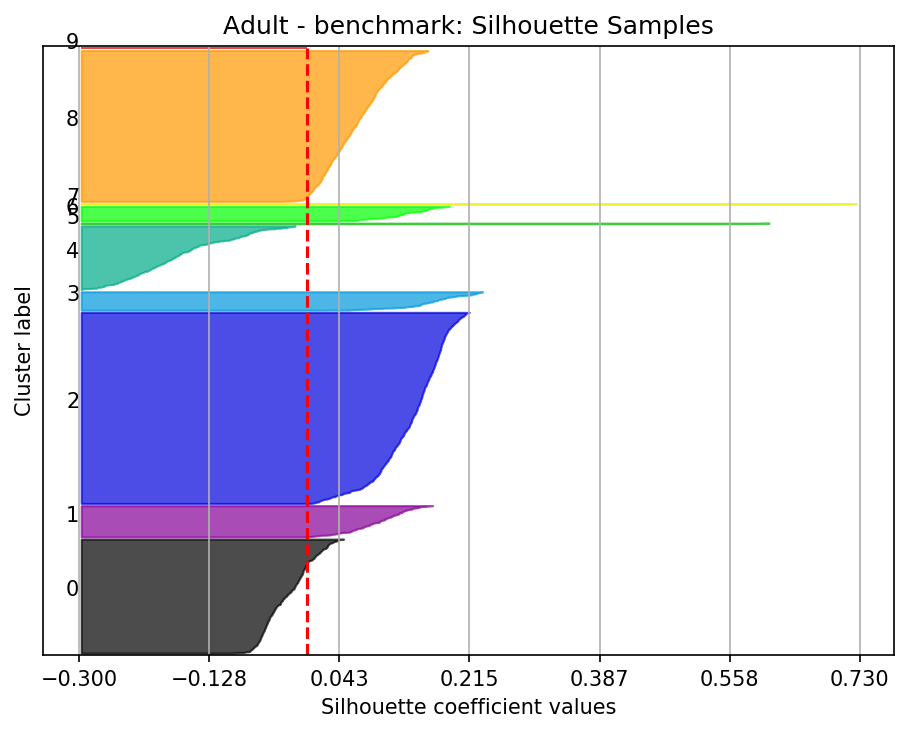 Adult - benchmark: Silhouette Samples
9
8
7
6
5
4
3
2
1
0
Cluster label
−0.300 −0.128 0.043 0.215 0.387 0.558 0.730
Silhouette coefficient values